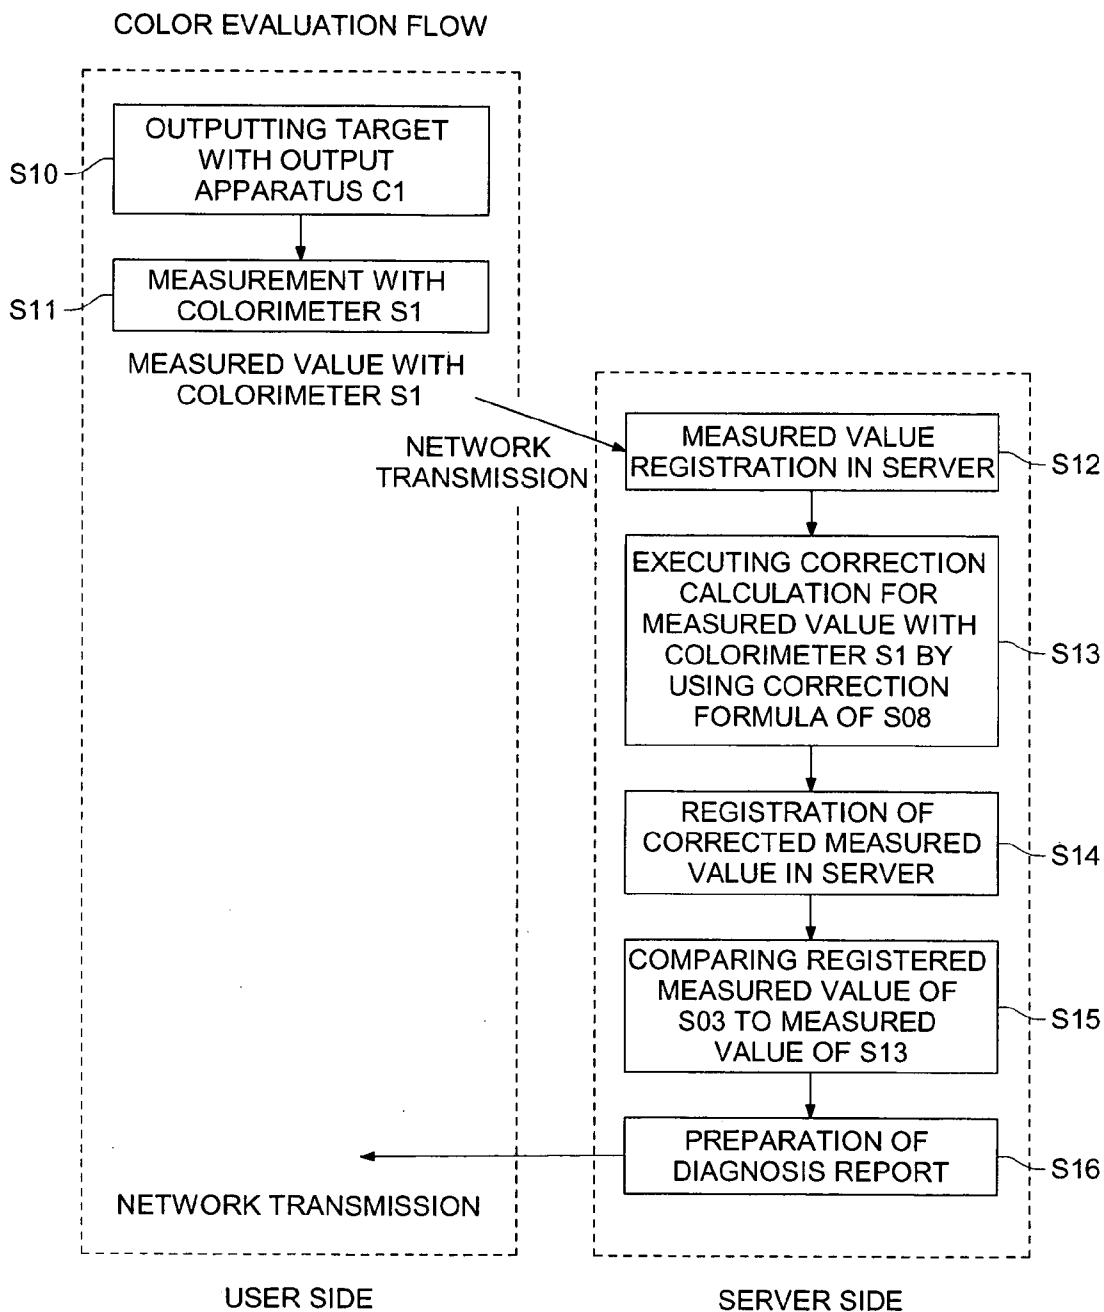 COLOR EVALUATION FLOW
S10
OUTPUTTING TARGET
WITH OUTPUT
APPARATUS C1
S11
MEASUREMENT WITH
COLORIMETER S1
MEASURED VALUE WITH
COLORIMETER S1
NETWORK
TRANSMISSION
MEASURED VALUE
REGISTRATION IN SERVER
S12
EXECUTING CORRECTION
CALCULATION FOR
MEASURED VALUE WITH
COLORIMETER S1 BY
USING CORRECTION
FORMULA OF S08
S13
REGISTRATION OF
CORRECTED MEASURED
VALUE IN SERVER
S14
COMPARING REGISTERED
MEASURED VALUE OF
S03 TO MEASURED
VALUE OF S13
S15
PREPARATION OF
DIAGNOSIS REPORT
S16
NETWORK TRANSMISSION
USER SIDE
SERVER SIDE